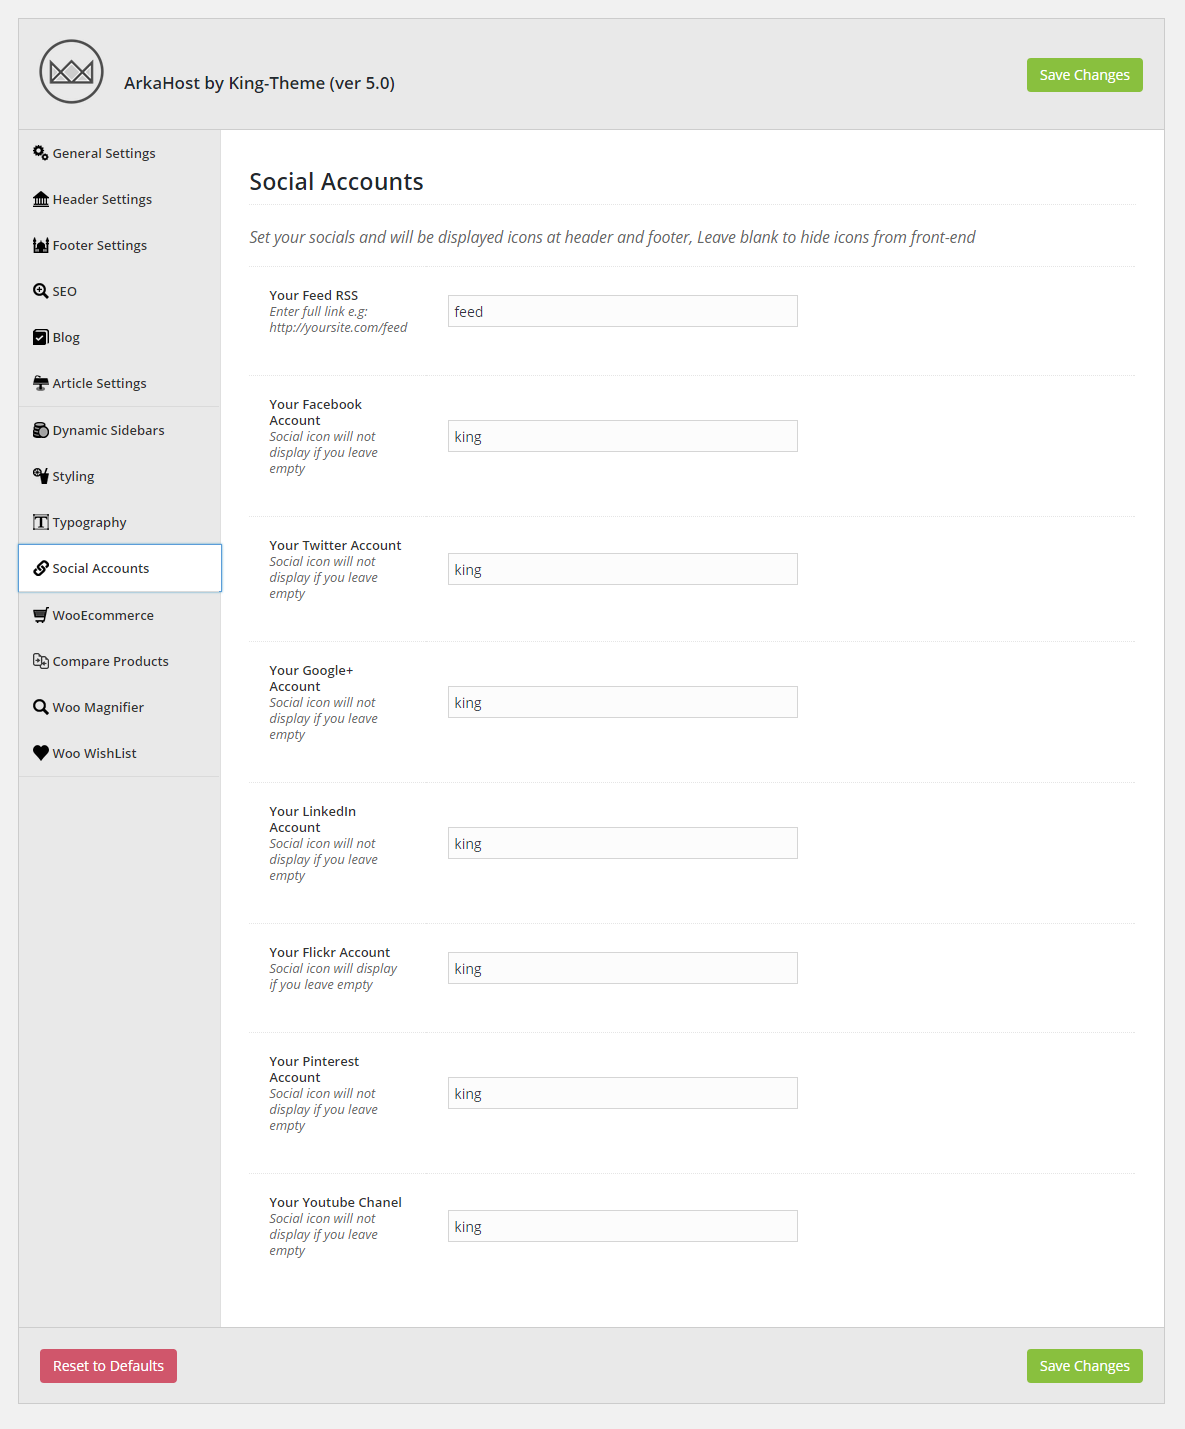 ArkaHost by King-Theme (ver 5.0)
Save Changes
General Settings
Header Settings
Footer Settings
SEO
Blog
Article Settings
Dynamic Sidebars
Styling
Typography
Social Accounts
WooEcommerce
Compare Products
Woo Magnifier
Woo WishList
Social Accounts
Set your socials and will be displayed icons at header and footer, Leave blank to hide icons from front-end
Your Feed RSS
Enter full link e.g:
http://yoursite.com/feed
feed
Your Facebook
Account
Social icon will not
display if you leave
empty
king
Your Twitter Account
Social icon will not
display if you leave
empty
king
Your Google+
Account
Social icon will not
display if you leave
empty
king
Your LinkedIn
Account
Social icon will not
display if you leave
empty
king
Your Flickr Account
Social icon will display
if you leave empty
king
Your Pinterest
Account
Social icon will not
display if you leave
empty
king
Your Youtube Chanel
Social icon will not
display if you leave
empty
king
Reset to Defaults
Save Changes